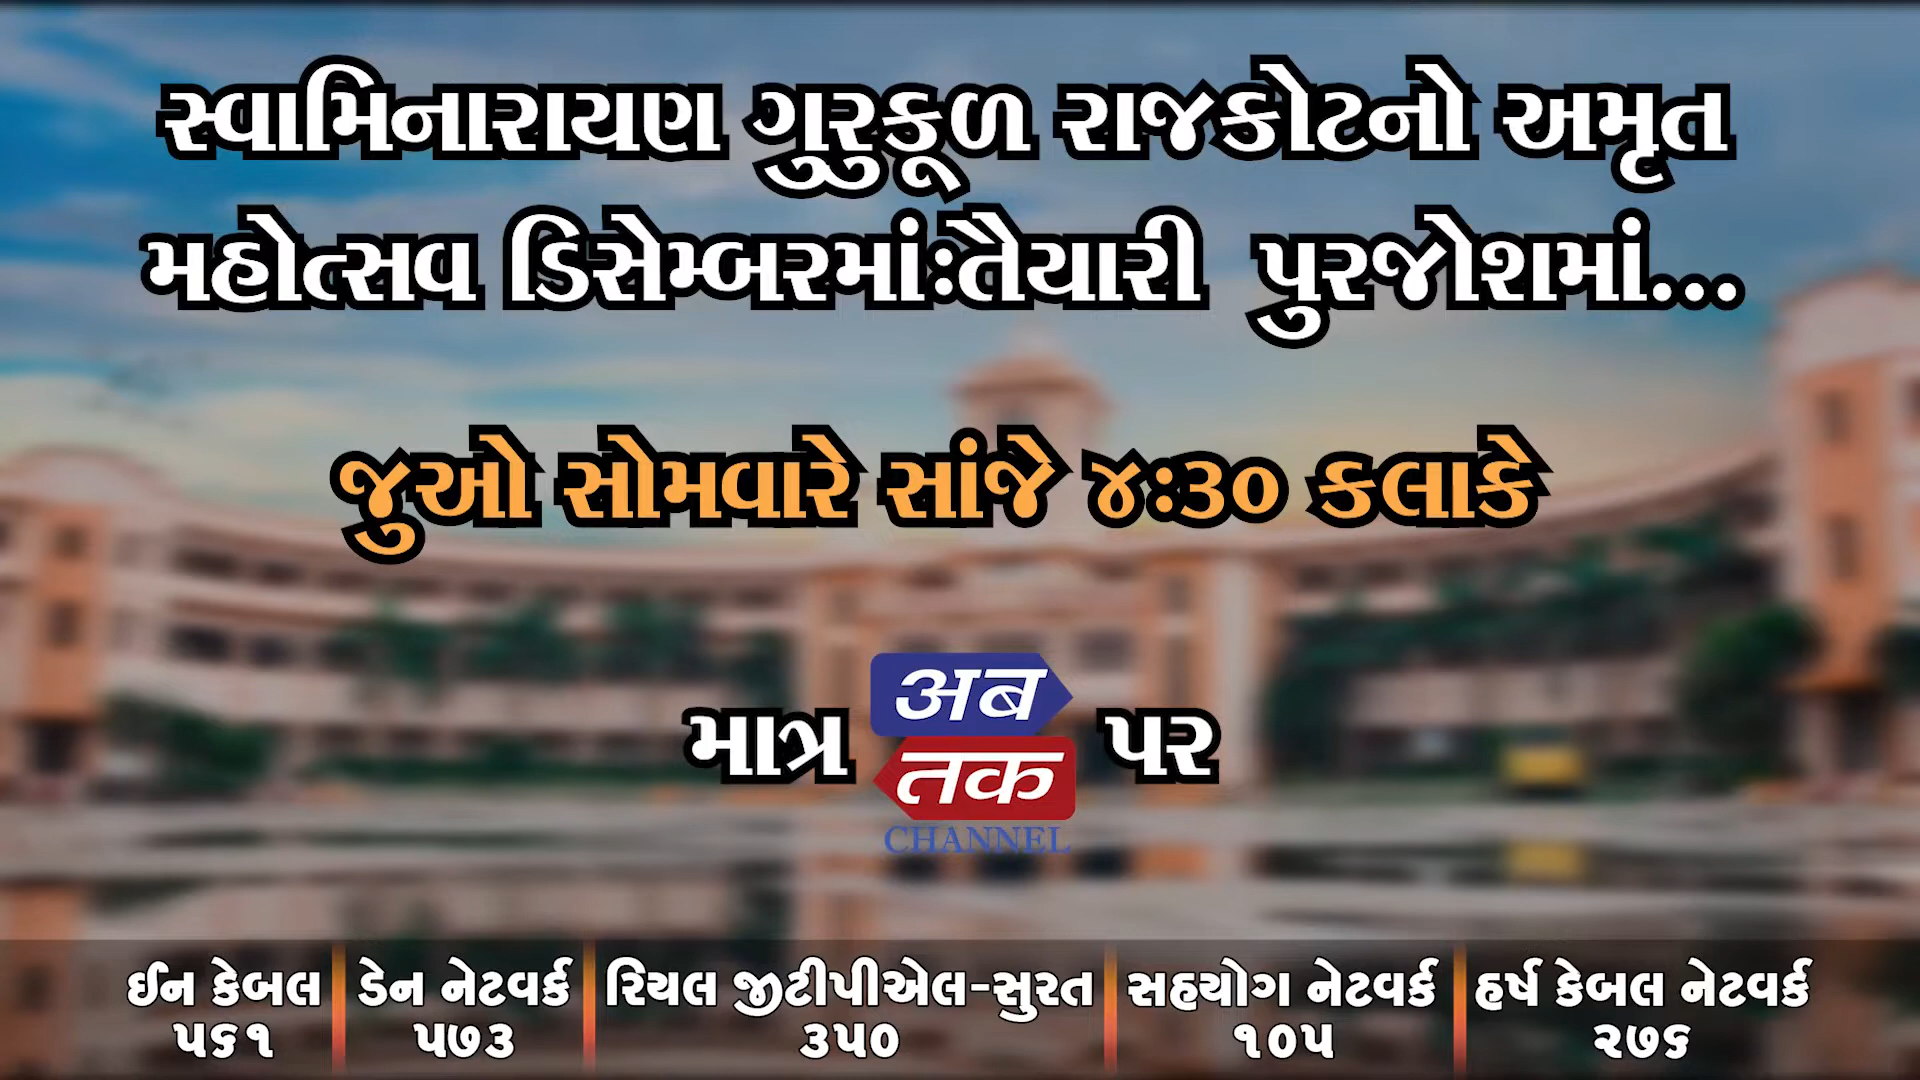 સ્વામિનારાયણ ગુરુકૂળ રાજકોટનો અમૃત
મહોત્સવ ડિસેમ્બરમાંઃતૈયારી પુરજોશમાં...
જુઓ સોમવારે સાંજે ૪ઃ૩૦ કલાકે
માત્ર अब तक CHANNEL પર
ઈન કેબલ
૫૬૧
ડેન નેટવર્ક
૫૭૩
રિયલ જીટીપીએલ-સુરત
૩૫૦
સહયોગ નેટવર્ક
૧૦૫
હર્ષ કેબલ નેટવર્ક
૨૭૬